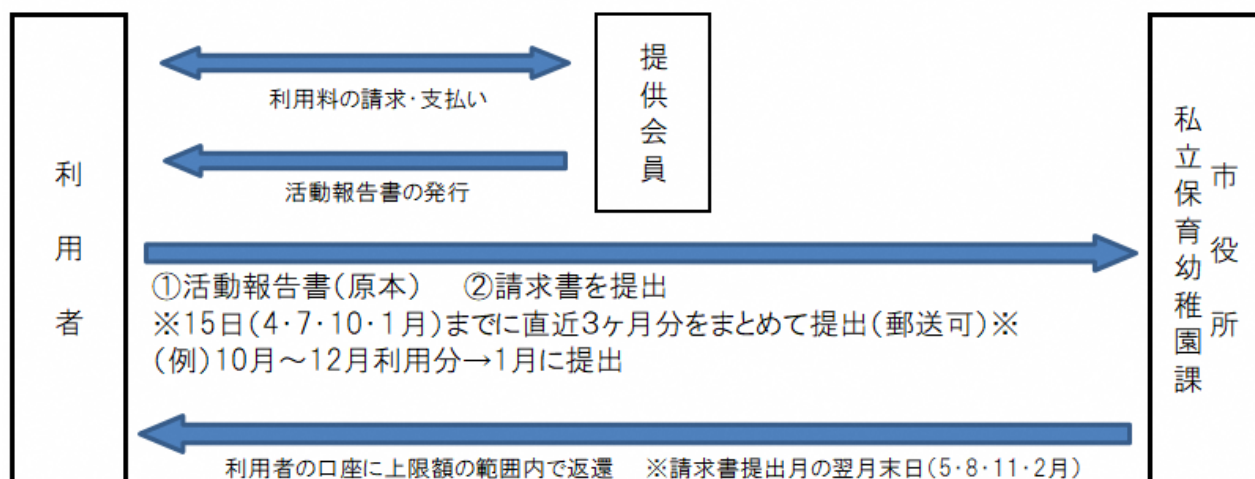 利用者
利用料の請求・支払い
提供会員
活動報告書の発行
①活動報告書(原本)　②請求書を提出
※15日(4・7・10・1月)までに直近3ヶ月分をまとめて提出(郵送可)※
(例)10月～12月利用分→1月に提出
利用者の口座に上限額の範囲内で返還　※請求書提出月の翌月末日(5・8・11・2月)
市役所
私立保育幼稚園課